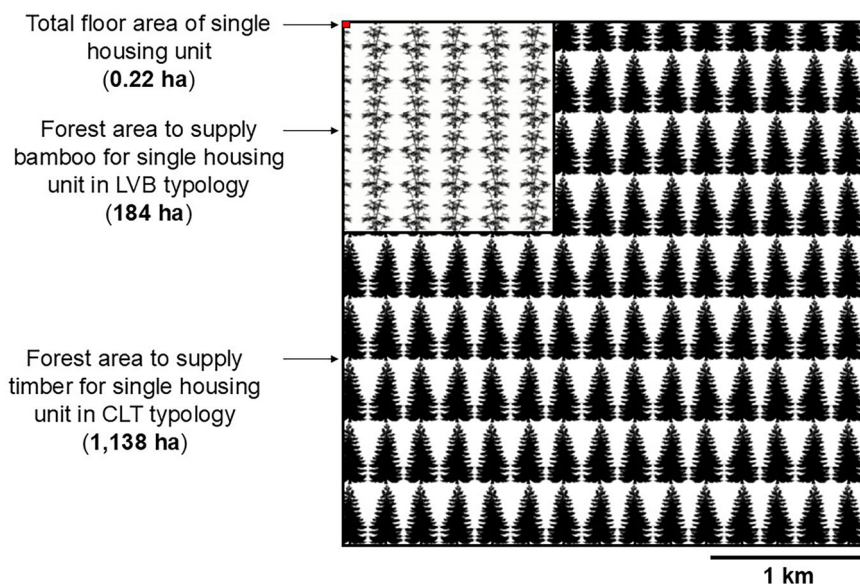 Total floor area of single
housing unit
(0.22 ha)
Forest area to supply
bamboo for single housing
unit in LVB typology
(184 ha)
Forest area to supply
timber for single housing
unit in CLT typology
(1,138 ha)
1 km